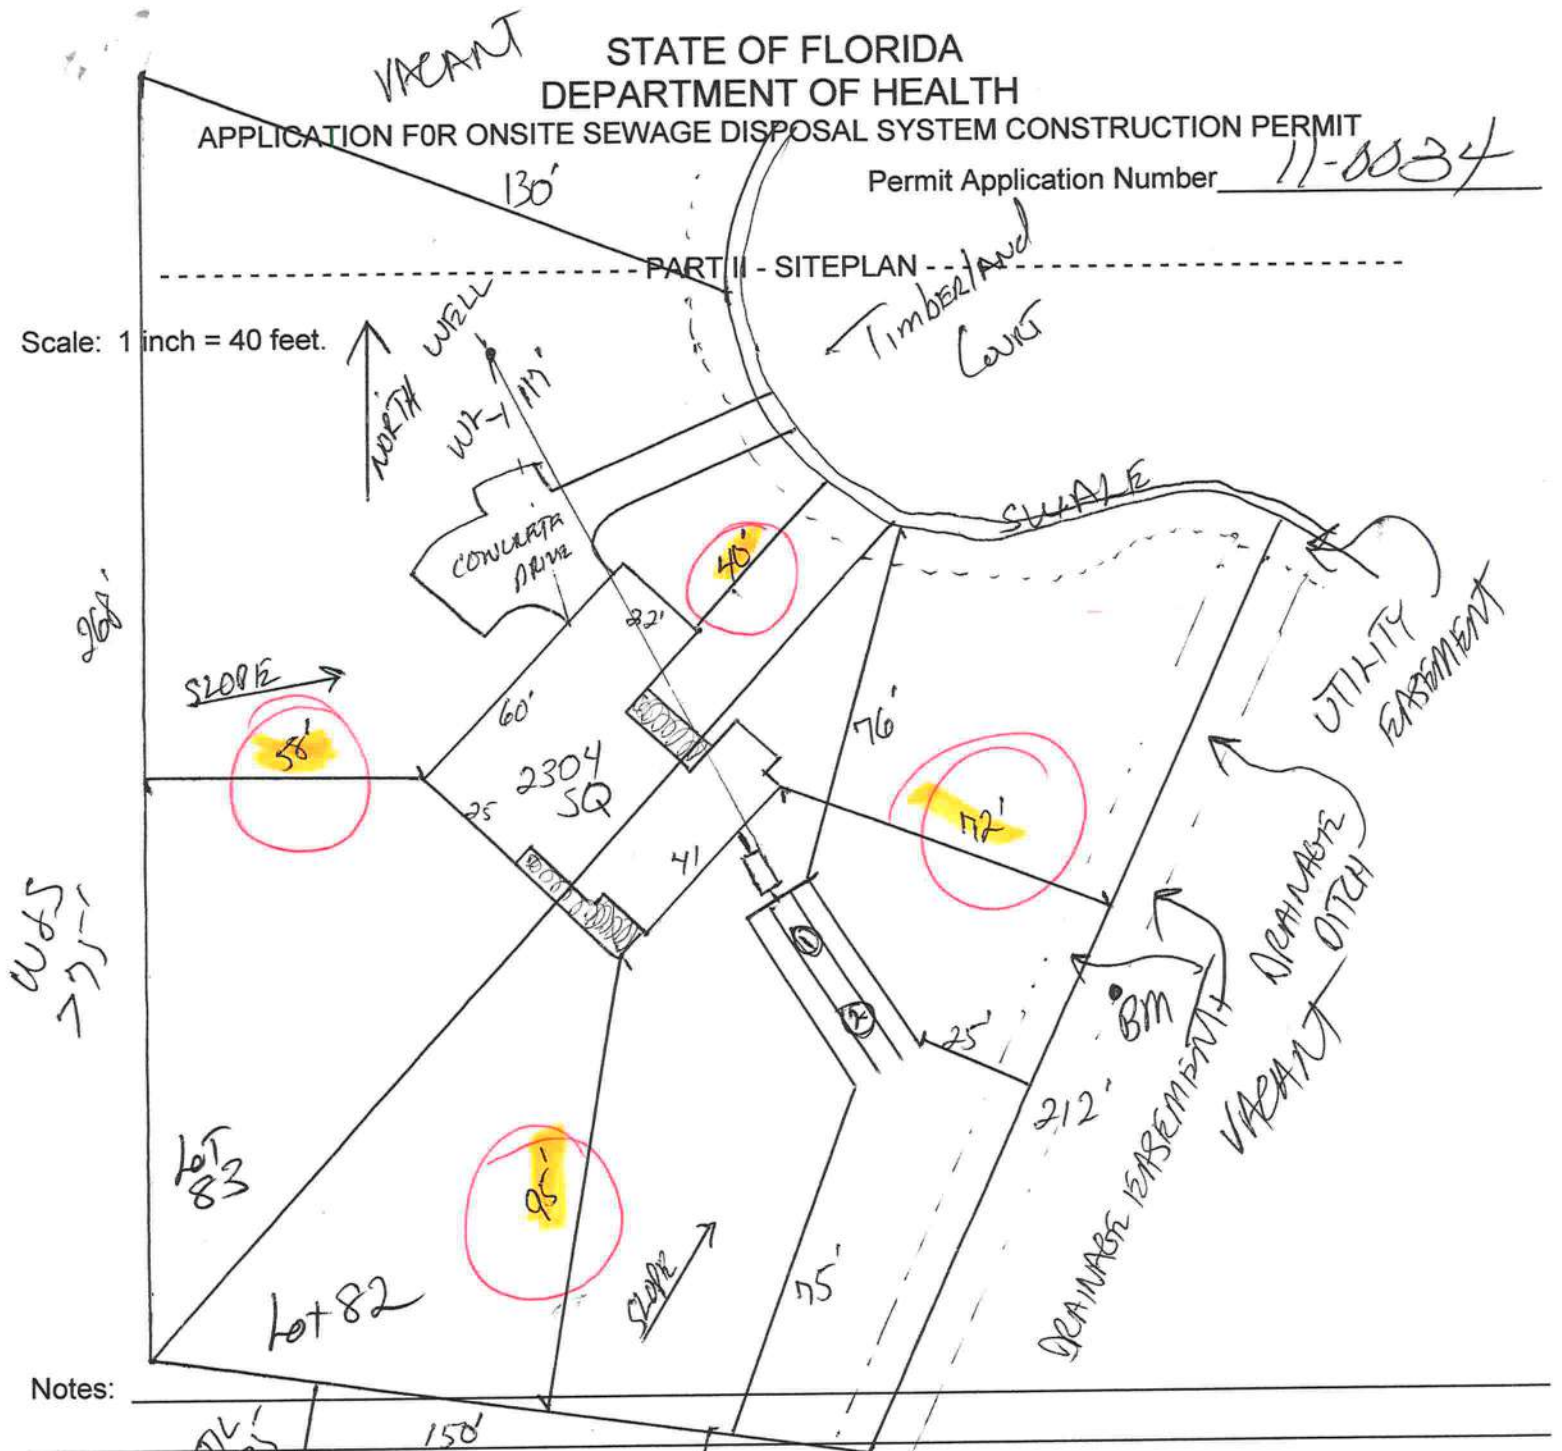 VACANT
STATE OF FLORIDA
DEPARTMENT OF HEALTH
APPLICATION FOR ONSITE SEWAGE DISPOSAL SYSTEM CONSTRUCTION PERMIT
Permit Application Number 11-0034
130'
PART II - SITEPLAN
Timberland
Court
Scale: 1 inch = 40 feet.
NORTH
WELL
CONCRETE
DRIVE
SWALE
40'
32'
UTILITY
EASEMENT
268'
SLOPE
58'
60'
2304
SQ
25
41
76'
72'
DRAINAGE
DITCH
1
2
25'
BM
212'
DRAINAGE EASEMENT
VACANT
LOT
83
95'
SLOPE
75'
Lot 82
Notes:
150'